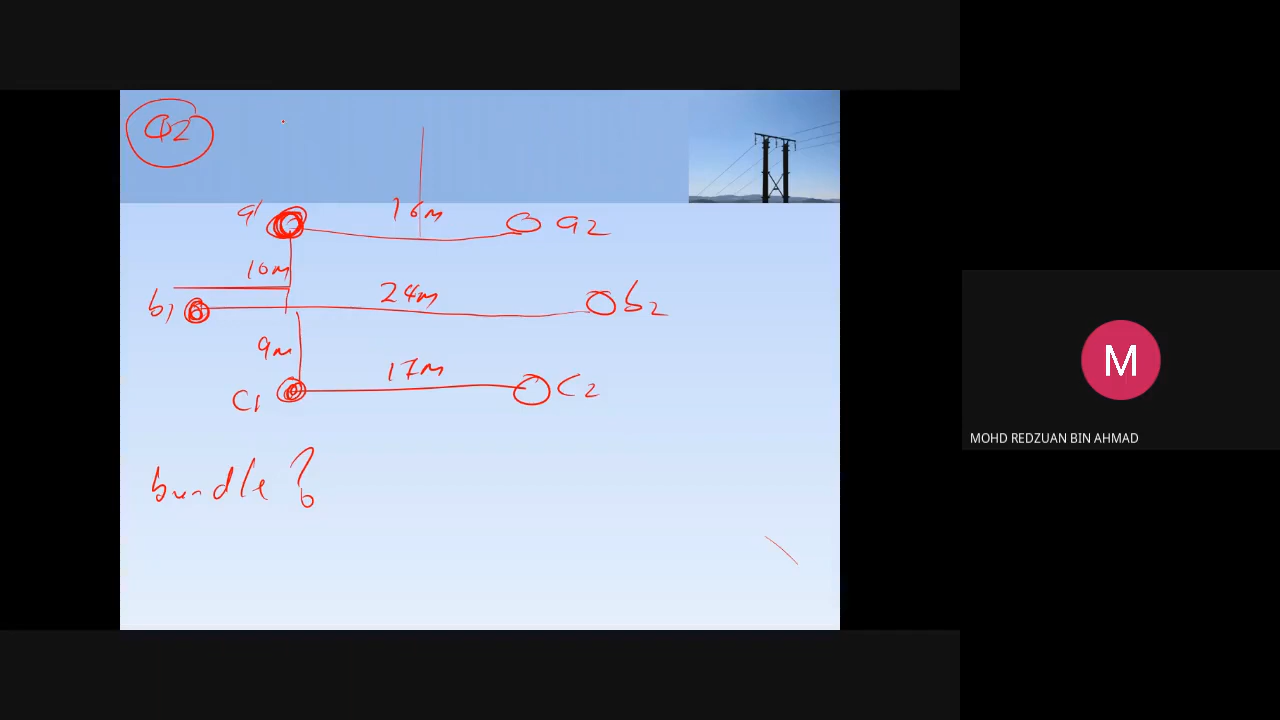 Q2
a1 16m a2
10m
b1 24m b2
9m
17m
C1 C2
bundle ?
M
MOHD REDZUAN BIN AHMAD